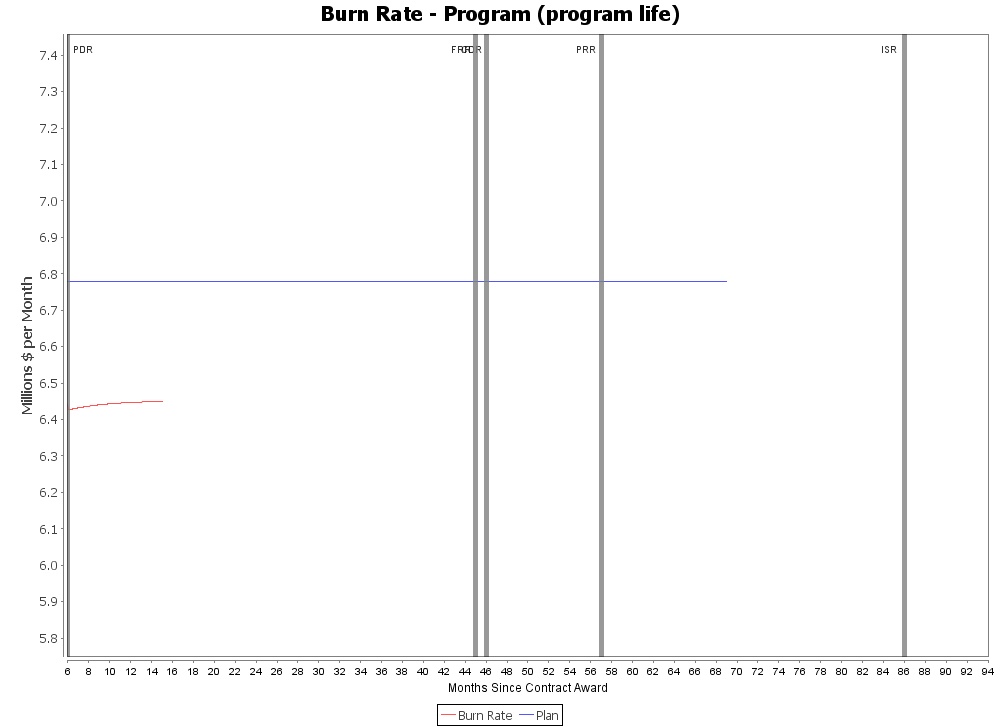 Burn Rate - Program (program life)
PDR
FRR
CDR
PRR
ISR
7.4
7.3
7.2
7.1
7.0
6.9
6.8
6.7
6.6
6.5
6.4
6.3
6.2
6.1
6.0
5.9
5.8
Millions $ per Month
6 8 10 12 14 16 18 20 22 24 26 28 30 32 34 36 38 40 42 44 46 48 50 52 54 56 58 60 62 64 66 68 70 72 74 76 78 80 82 84 86 88 90 92 94
Months Since Contract Award
Burn Rate Plan